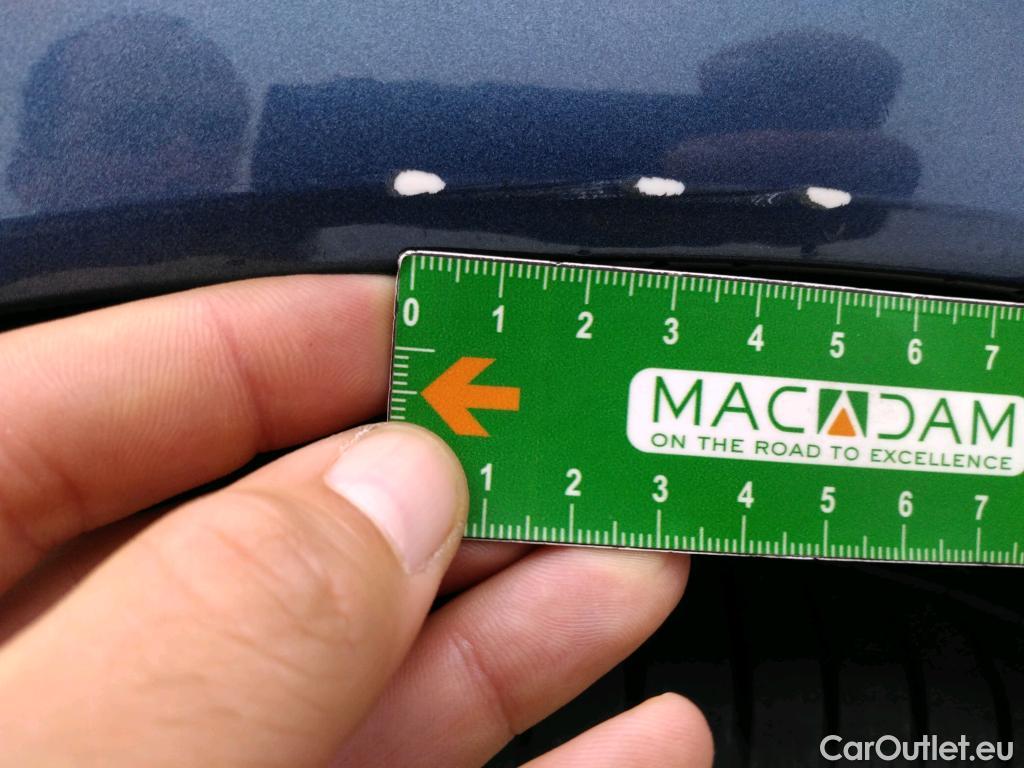 0 1 2 3 4 5 6 7
MACADAM
ON THE ROAD TO EXCELLENCE
1 2 3 4 5 6 7
CarOutlet.eu